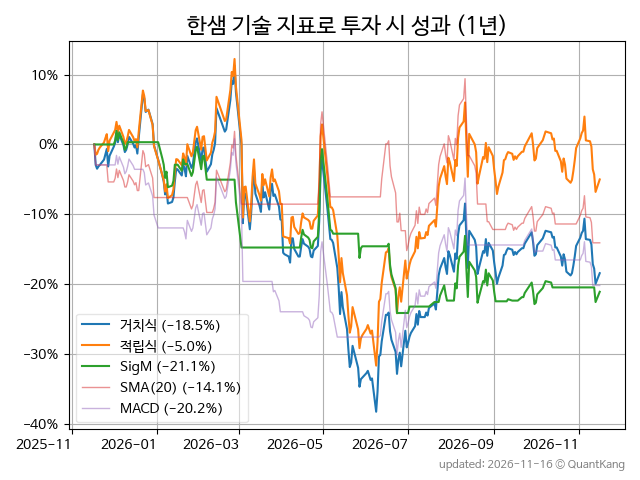 한샘 기술 지표로 투자 시 성과 (1년)
10%
0%
−10%
−20%
−30%
−40%
거치식 (−18.5%)
적립식 (−5.0%)
SigM (−21.1%)
SMA(20) (−14.1%)
MACD (−20.2%)
2025−11 2026−01 2026−03 2026−05 2026−07 2026−09 2026−11
updated: 2026−11−16 © QuantKang